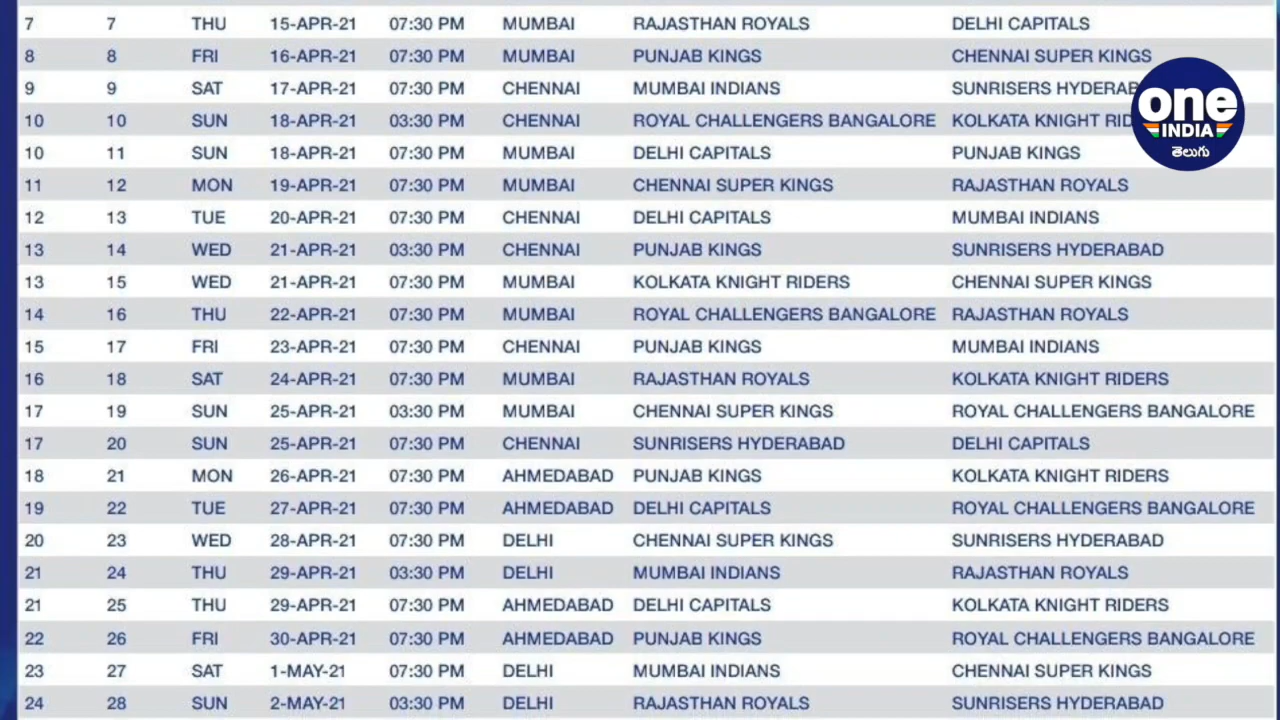 7 7 THU 15-APR-21 07:30 PM MUMBAI RAJASTHAN ROYALS DELHI CAPITALS
8 8 FRI 16-APR-21 07:30 PM MUMBAI PUNJAB KINGS CHENNAI SUPER KINGS
9 9 SAT 17-APR-21 07:30 PM CHENNAI MUMBAI INDIANS SUNRISERS HYDERAB
10 10 SUN 18-APR-21 03:30 PM CHENNAI ROYAL CHALLENGERS BANGALORE KOLKATA KNIGHT RID
one
INDIA
తెలుగు
10 11 SUN 18-APR-21 07:30 PM MUMBAI DELHI CAPITALS PUNJAB KINGS
11 12 MON 19-APR-21 07:30 PM MUMBAI CHENNAI SUPER KINGS RAJASTHAN ROYALS
12 13 TUE 20-APR-21 07:30 PM CHENNAI DELHI CAPITALS MUMBAI INDIANS
13 14 WED 21-APR-21 03:30 PM CHENNAI PUNJAB KINGS SUNRISERS HYDERABAD
13 15 WED 21-APR-21 07:30 PM MUMBAI KOLKATA KNIGHT RIDERS CHENNAI SUPER KINGS
14 16 THU 22-APR-21 07:30 PM MUMBAI ROYAL CHALLENGERS BANGALORE RAJASTHAN ROYALS
15 17 FRI 23-APR-21 07:30 PM CHENNAI PUNJAB KINGS MUMBAI INDIANS
16 18 SAT 24-APR-21 07:30 PM MUMBAI RAJASTHAN ROYALS KOLKATA KNIGHT RIDERS
17 19 SUN 25-APR-21 03:30 PM MUMBAI CHENNAI SUPER KINGS ROYAL CHALLENGERS BANGALORE
17 20 SUN 25-APR-21 07:30 PM CHENNAI SUNRISERS HYDERABAD DELHI CAPITALS
18 21 MON 26-APR-21 07:30 PM AHMEDABAD PUNJAB KINGS KOLKATA KNIGHT RIDERS
19 22 TUE 27-APR-21 07:30 PM AHMEDABAD DELHI CAPITALS ROYAL CHALLENGERS BANGALORE
20 23 WED 28-APR-21 07:30 PM DELHI CHENNAI SUPER KINGS SUNRISERS HYDERABAD
21 24 THU 29-APR-21 03:30 PM DELHI MUMBAI INDIANS RAJASTHAN ROYALS
21 25 THU 29-APR-21 07:30 PM AHMEDABAD DELHI CAPITALS KOLKATA KNIGHT RIDERS
22 26 FRI 30-APR-21 07:30 PM AHMEDABAD PUNJAB KINGS ROYAL CHALLENGERS BANGALORE
23 27 SAT 1-MAY-21 07:30 PM DELHI MUMBAI INDIANS CHENNAI SUPER KINGS
24 28 SUN 2-MAY-21 03:30 PM DELHI RAJASTHAN ROYALS SUNRISERS HYDERABAD